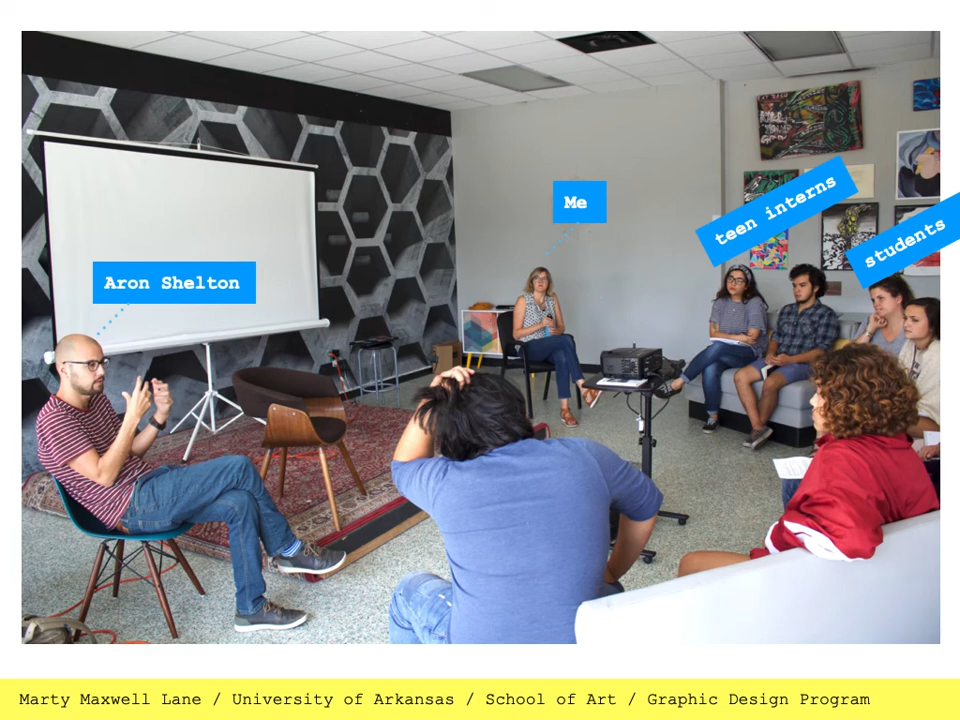 Me
teen interns
students
Aron Shelton
Marty Maxwell Lane / University of Arkansas / School of Art / Graphic Design Program